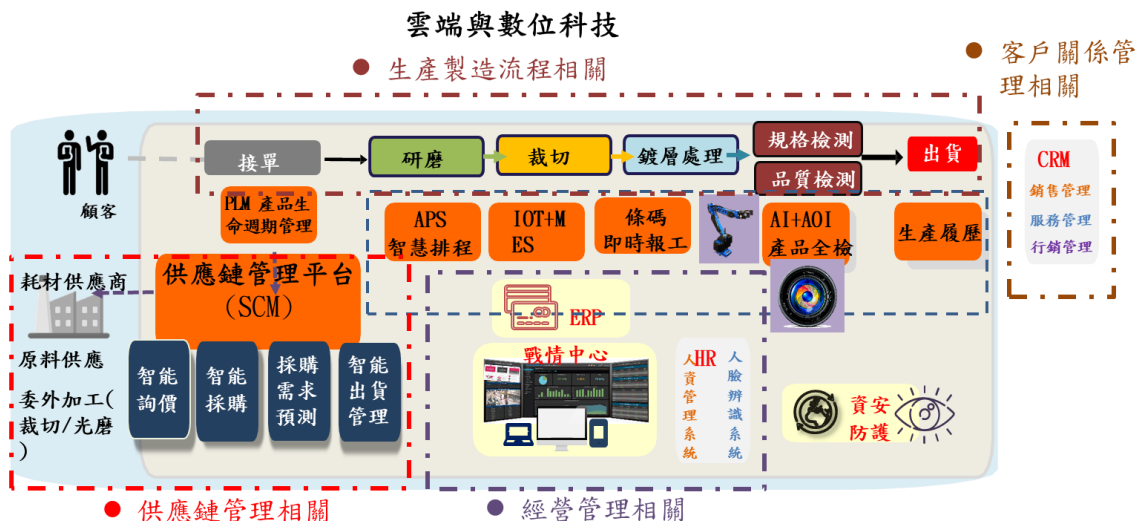 雲端與數位科技
● 生產製造流程相關
● 客戶關係管
理相關
接單
研磨
裁切
鍍層處理
規格檢測
品質檢測
出貨
顧客
PLM 產品生
命週期管理
APS
智慧排程
IOT+M
ES
條碼
即時報工
AI+AOI
產品全檢
生產履歷
CRM
銷售管理
服務管理
行銷管理
耗材供應商
原料供應
委外加工(
裁切/光磨
)
供應鏈管理平台
(SCM)
智能
詢價
智能
採購
採購
需求
預測
智能
出貨
管理
ERP
戰情中心
HR
人資管理系統
人臉辨識系統
資安
防護
● 供應鏈管理相關
● 經營管理相關